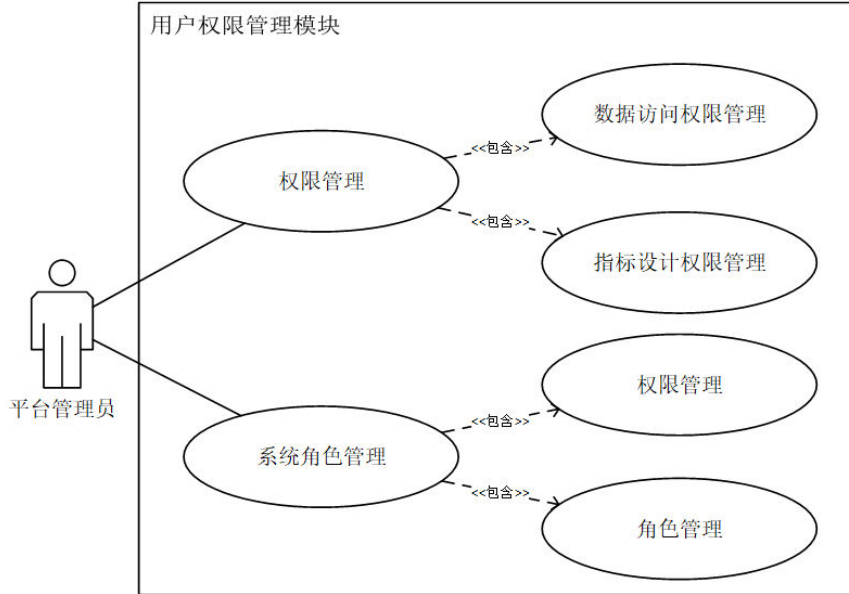 用户权限管理模块
数据访问权限管理
<<包含>>
权限管理
<<包含>>
指标设计权限管理
平台管理员
权限管理
<<包含>>
系统角色管理
<<包含>>
角色管理